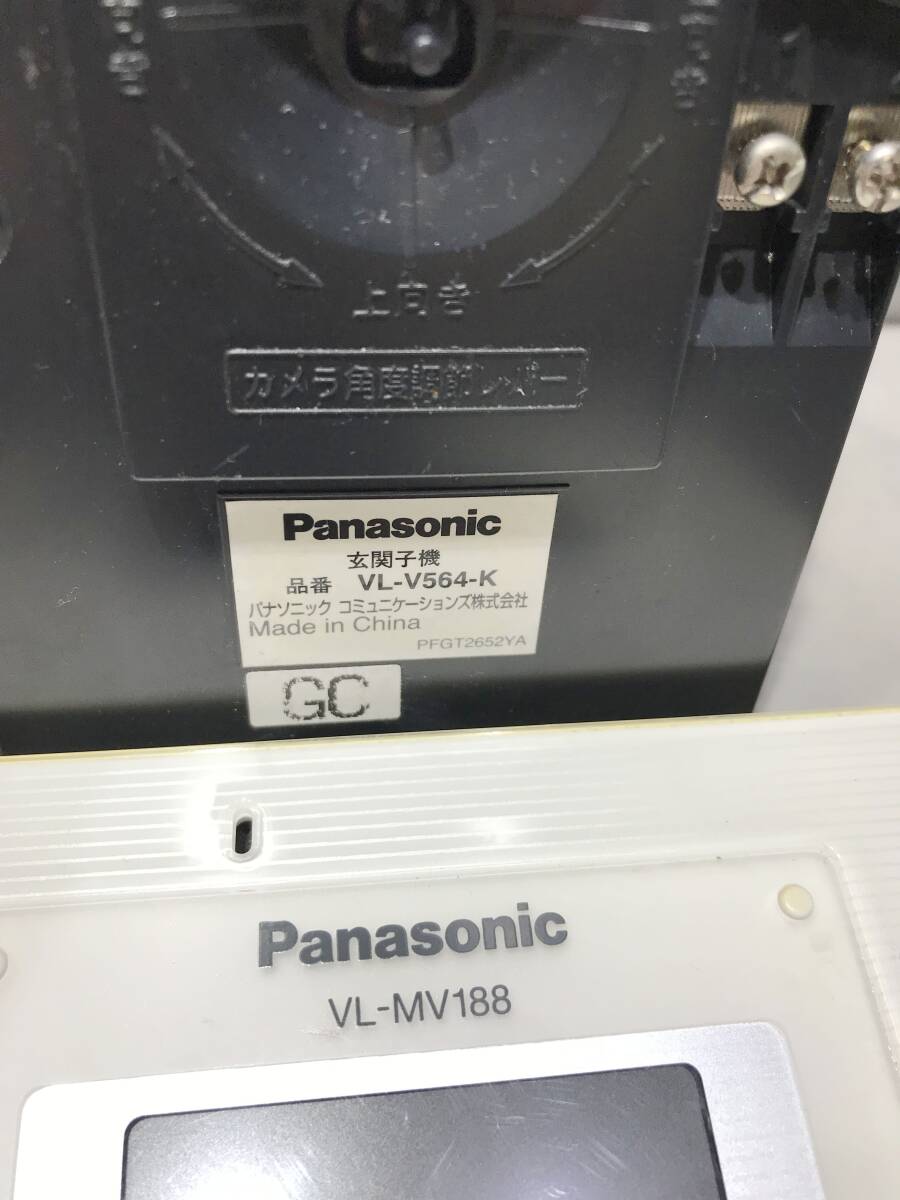 上向き
カメラ角度調節レバー
Panasonic
玄関子機
品番 VL-V564-K
パナソニック コミュニケーションズ株式会社
Made in China
PFGT2652YA
GC
Panasonic
VL-MV188